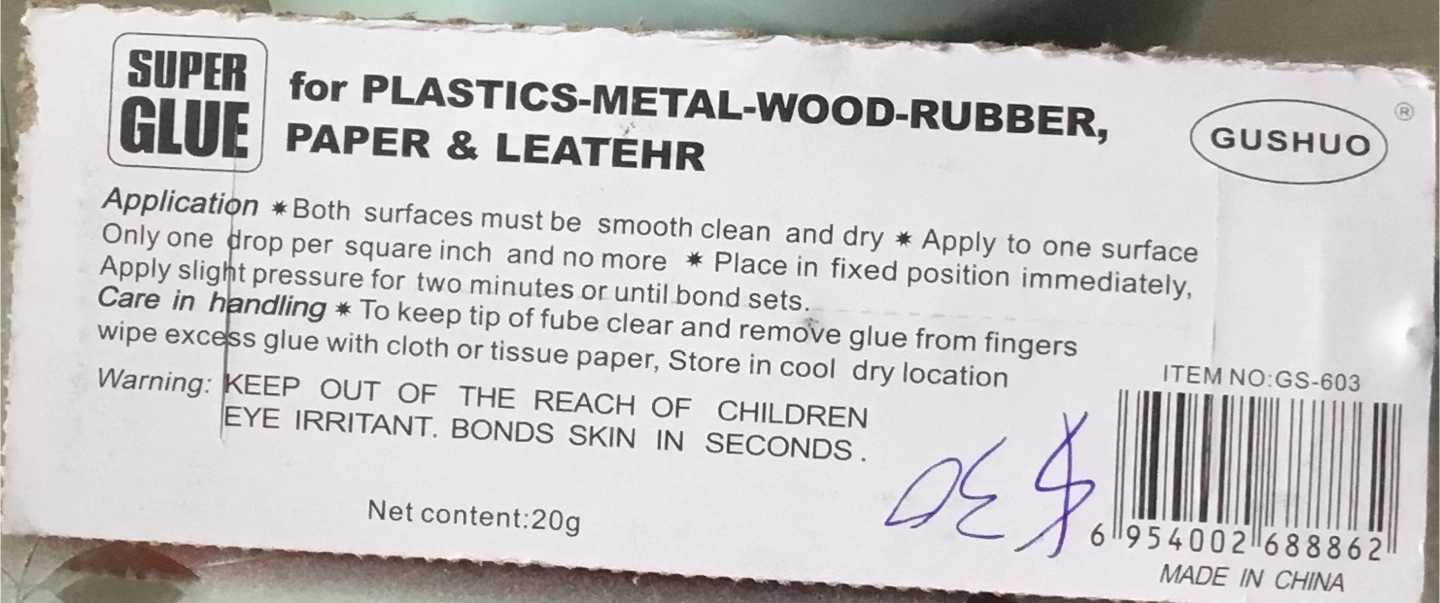 SUPER
GLUE
for PLASTICS-METAL-WOOD-RUBBER,
PAPER & LEATEHR
GUSHUO ®
Application ✷Both surfaces must be smooth clean and dry ✷ Apply to one surface
Only one drop per square inch and no more ✷ Place in fixed position immediately,
Apply slight pressure for two minutes or until bond sets.
Care in handling ✷ To keep tip of fube clear and remove glue from fingers
wipe excess glue with cloth or tissue paper, Store in cool dry location
Warning: KEEP OUT OF THE REACH OF CHILDREN
EYE IRRITANT. BONDS SKIN IN SECONDS.
Net content:20g
ITEM NO:GS-603
6 954002 688862
MADE IN CHINA